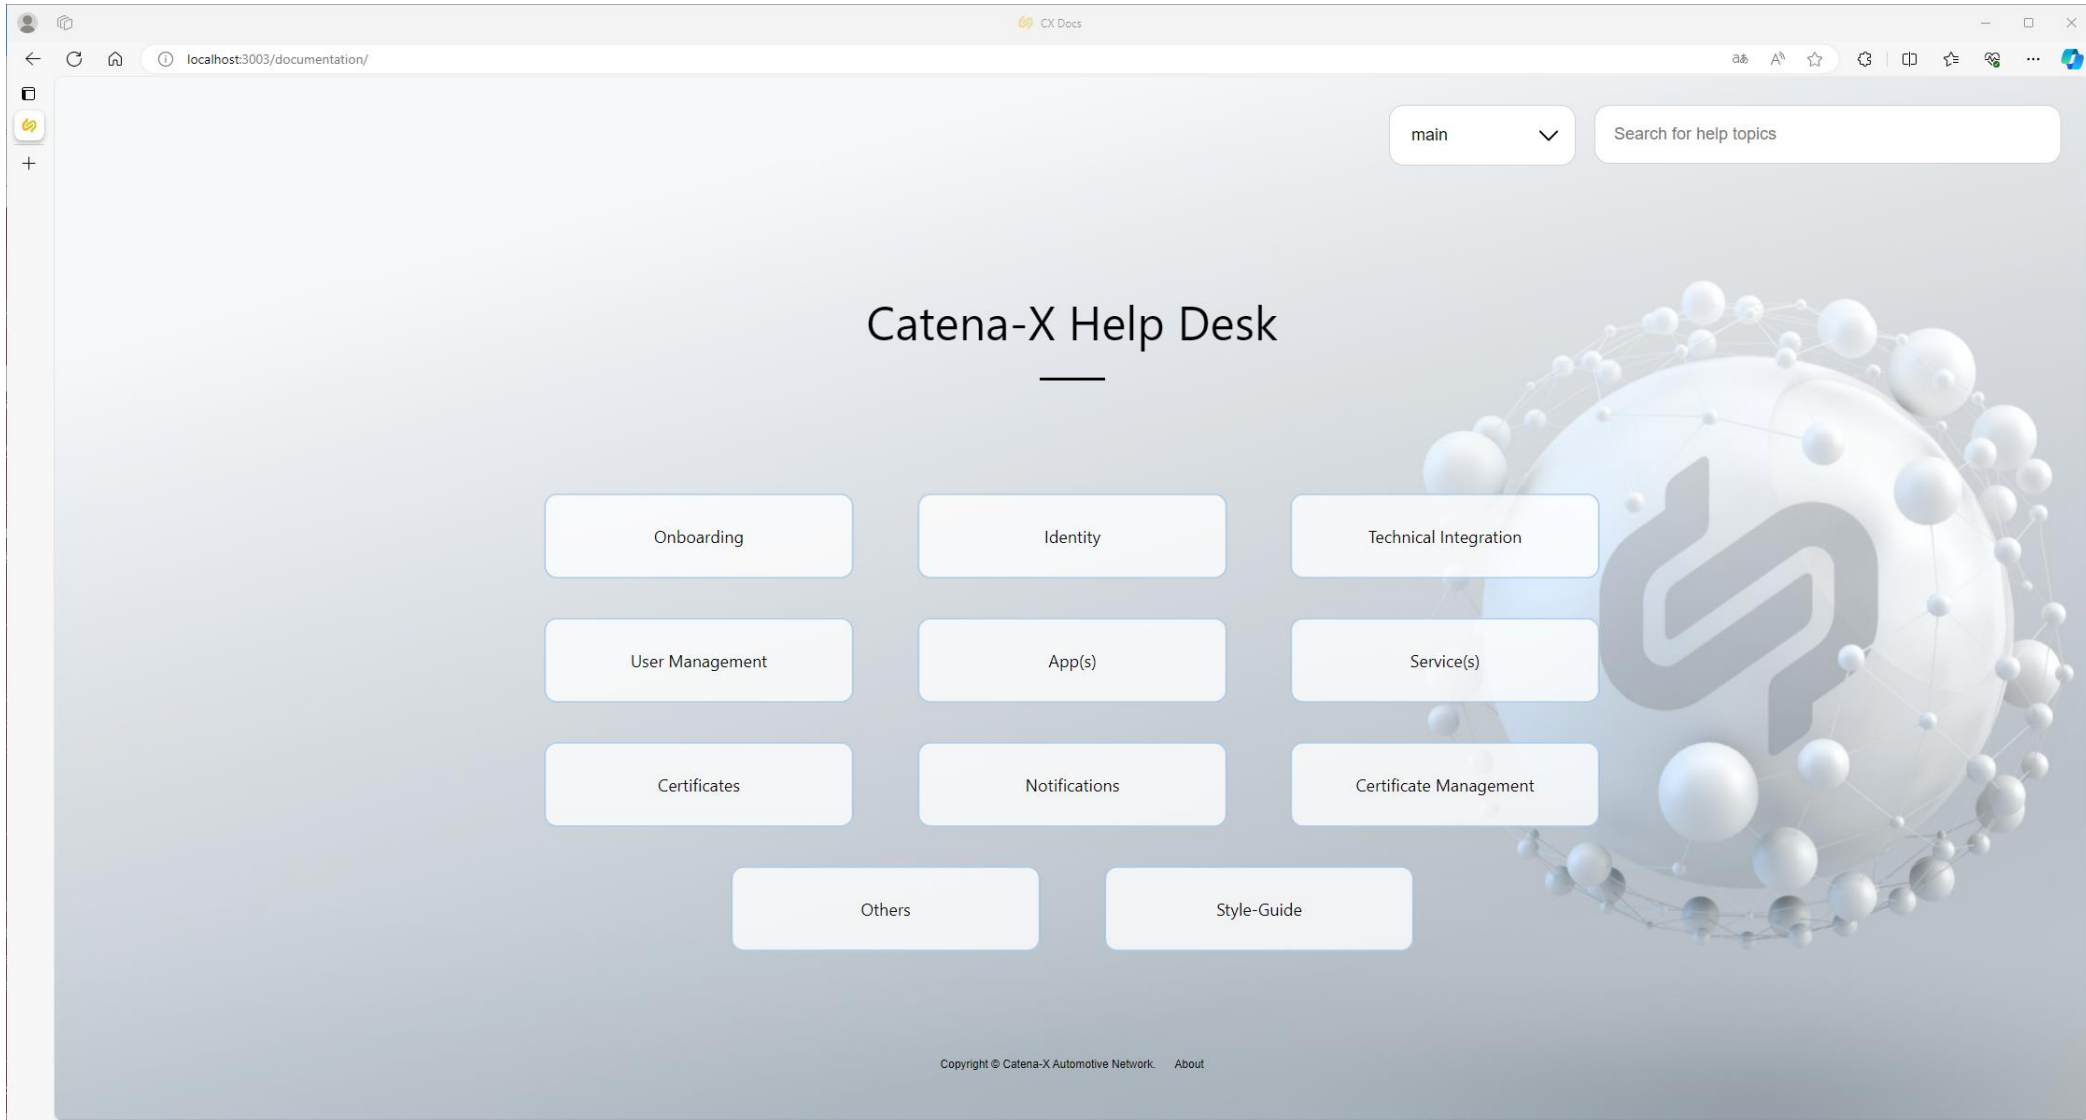 CX Docs
localhost:3003/documentation/
main
Search for help topics
Catena-X Help Desk
Onboarding
Identity
Technical Integration
User Management
App(s)
Service(s)
Certificates
Notifications
Certificate Management
Others
Style-Guide
Copyright © Catena-X Automotive Network. About